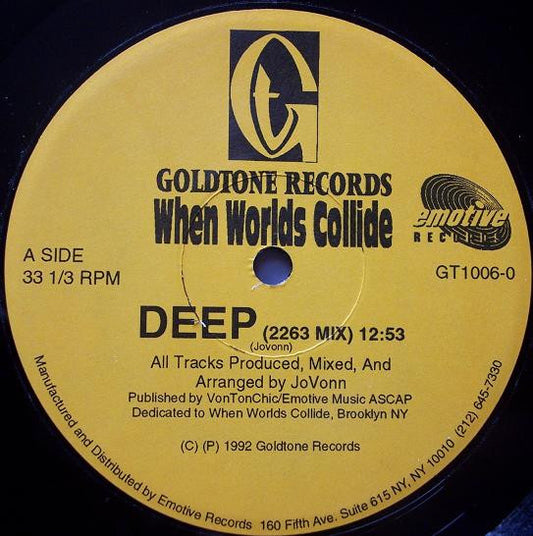 Gt
GOLDTONE RECORDS
When Worlds Collide
emotive
RECORDS
A SIDE
33 1/3 RPM
GT1006-0
DEEP (2263 MIX) 12:53
(Jovonn)
All Tracks Produced, Mixed, And
Arranged by JoVonn
Published by VonTonChic/Emotive Music ASCAP
Dedicated to When Worlds Collide, Brooklyn NY
(C) (P) 1992 Goldtone Records
Manufactured and Distributed by Emotive Records 160 Fifth Ave. Suite 615 NY, NY 10010 (212) 645-7330